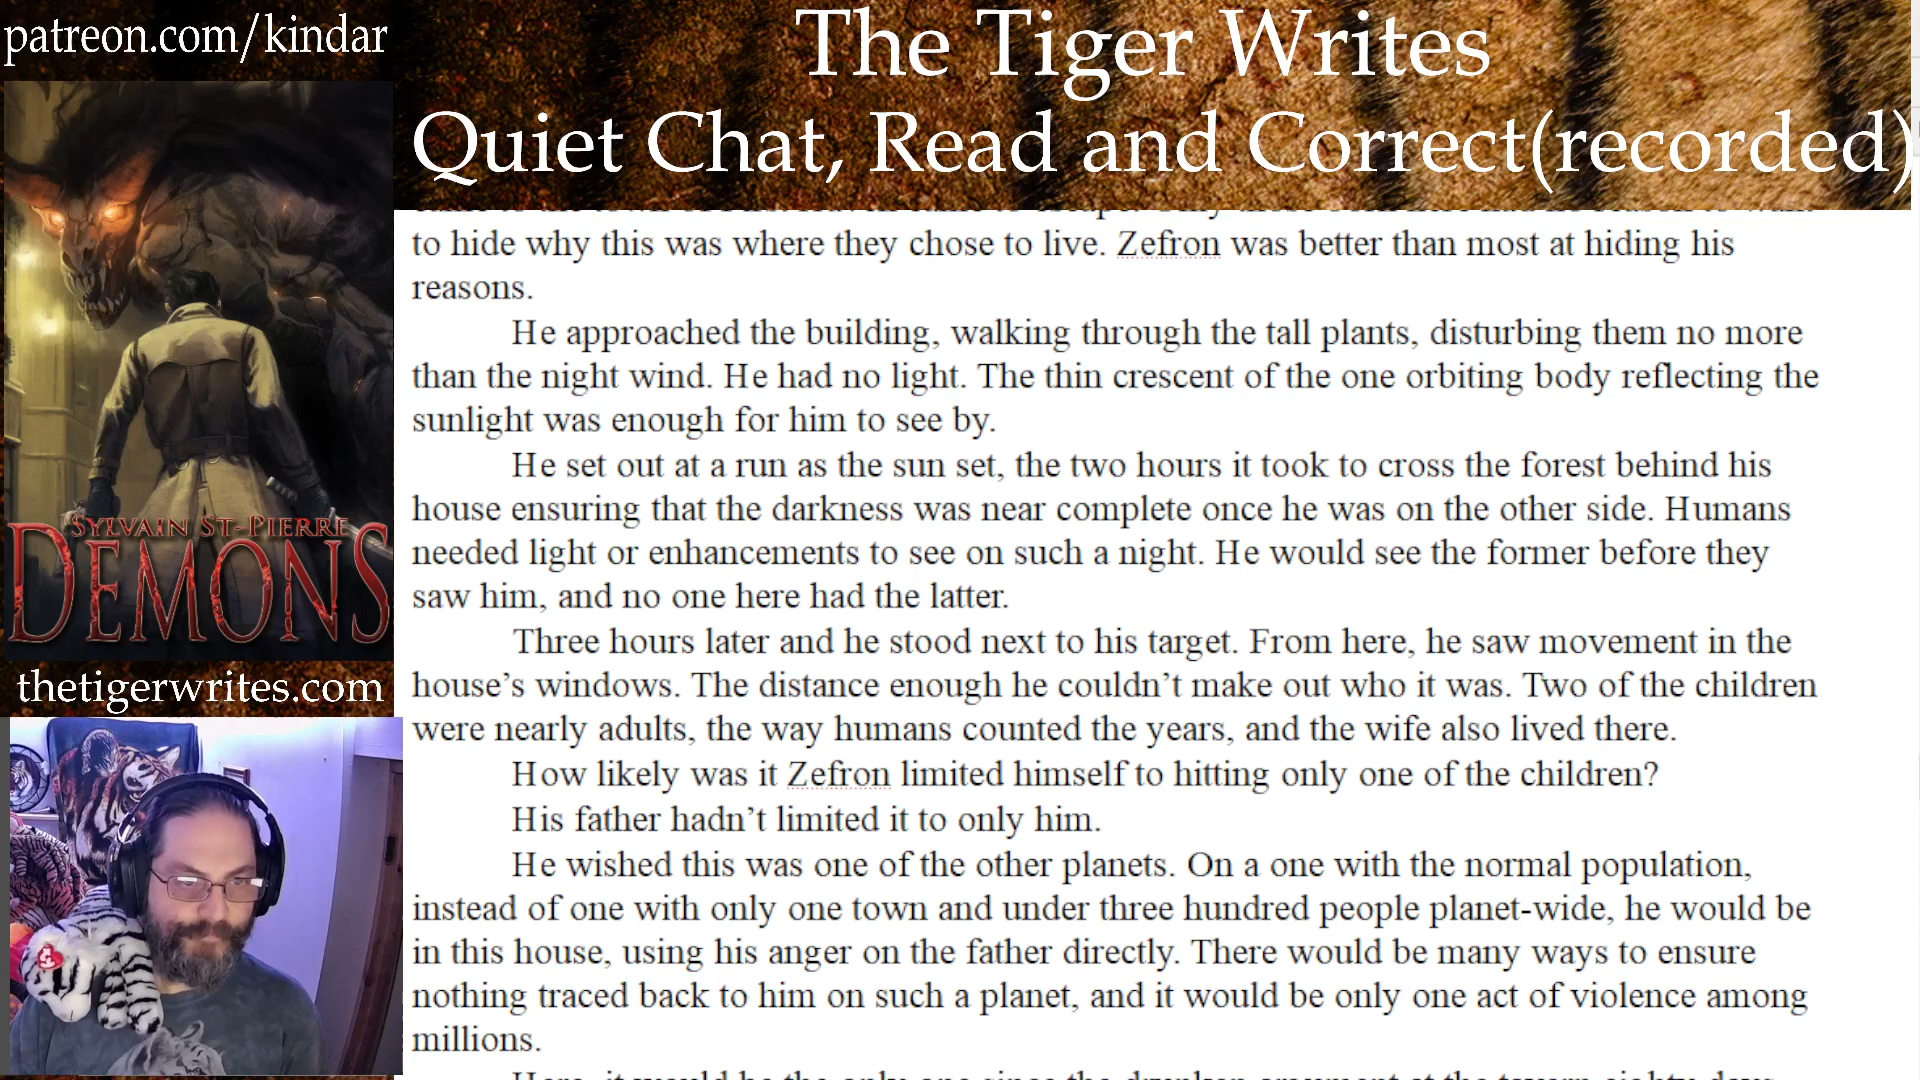 patreon.com/kindar
The Tiger Writes
Quiet Chat, Read and Correct(recorded)
SYLVAIN ST-PIERRE
DEMONS
thetigerwrites.com
to hide why this was where they chose to live. Zefron was better than most at hiding his
reasons.
He approached the building, walking through the tall plants, disturbing them no more
than the night wind. He had no light. The thin crescent of the one orbiting body reflecting the
sunlight was enough for him to see by.
He set out at a run as the sun set, the two hours it took to cross the forest behind his
house ensuring that the darkness was near complete once he was on the other side. Humans
needed light or enhancements to see on such a night. He would see the former before they
saw him, and no one here had the latter.
Three hours later and he stood next to his target. From here, he saw movement in the
house’s windows. The distance enough he couldn’t make out who it was. Two of the children
were nearly adults, the way humans counted the years, and the wife also lived there.
How likely was it Zefron limited himself to hitting only one of the children?
His father hadn’t limited it to only him.
He wished this was one of the other planets. On a one with the normal population,
instead of one with only one town and under three hundred people planet-wide, he would be
in this house, using his anger on the father directly. There would be many ways to ensure
nothing traced back to him on such a planet, and it would be only one act of violence among
millions.